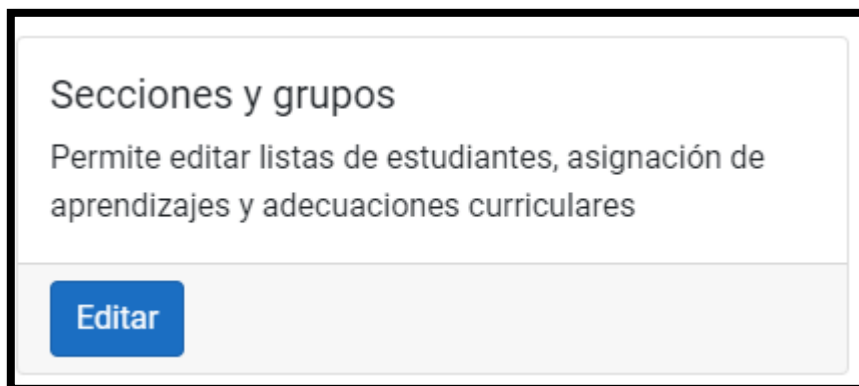 Secciones y grupos
Permite editar listas de estudiantes, asignación de
aprendizajes y adecuaciones curriculares
Editar